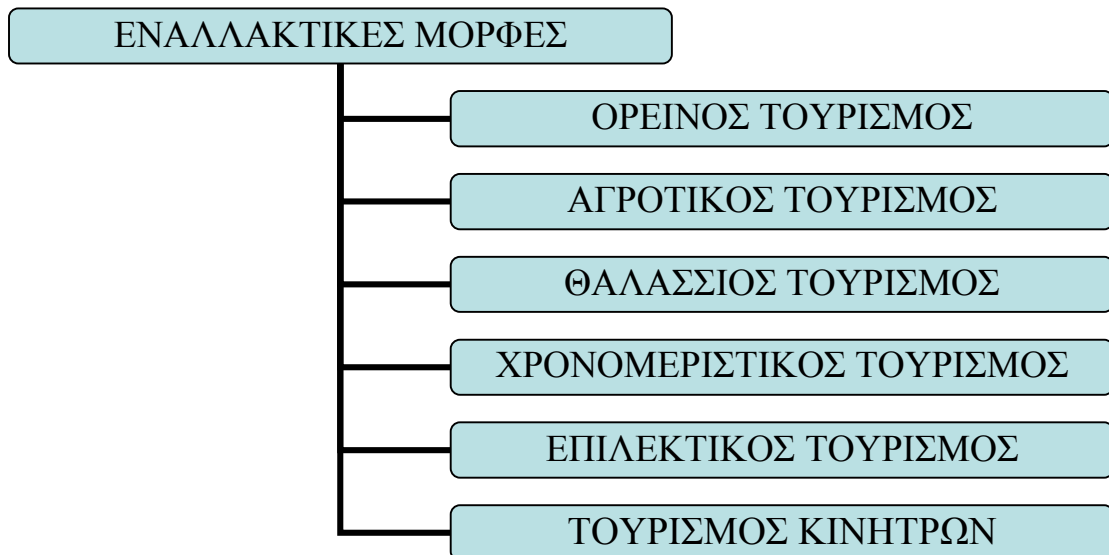 ΕΝΑΛΛΑΚΤΙΚΕΣ ΜΟΡΦΕΣ
ΟΡΕΙΝΟΣ ΤΟΥΡΙΣΜΟΣ
ΑΓΡΟΤΙΚΟΣ ΤΟΥΡΙΣΜΟΣ
ΘΑΛΑΣΣΙΟΣ ΤΟΥΡΙΣΜΟΣ
ΧΡΟΝΟΜΕΡΙΣΤΙΚΟΣ ΤΟΥΡΙΣΜΟΣ
ΕΠΙΛΕΚΤΙΚΟΣ ΤΟΥΡΙΣΜΟΣ
ΤΟΥΡΙΣΜΟΣ ΚΙΝΗΤΡΩΝ